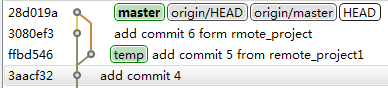 28d019a master origin/HEAD origin/master HEAD
3080ef3 add commit 6 form rmote_project
ffbd546 temp add commit 5 from remote_project1
3aacf32 add commit 4